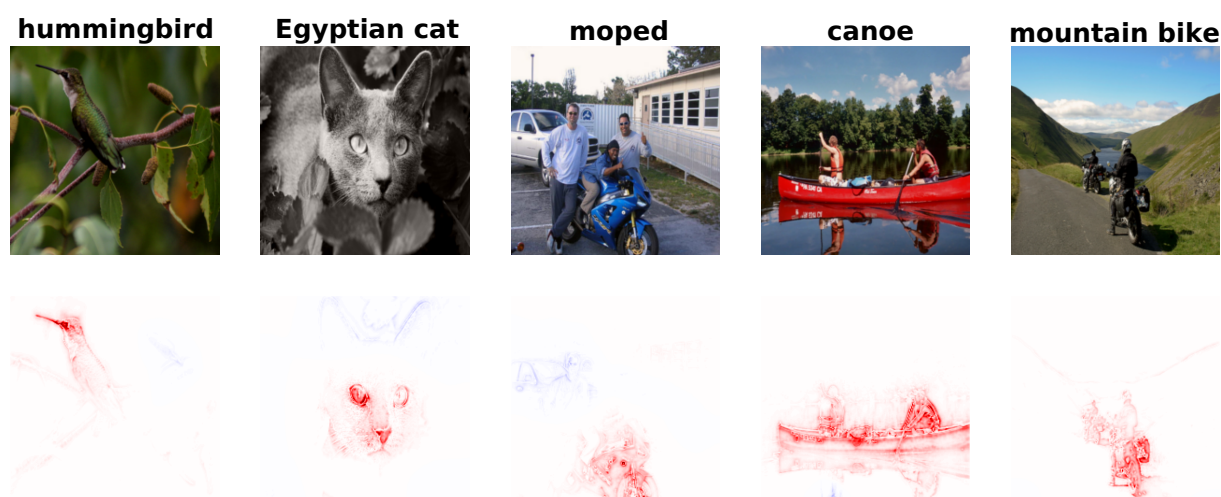 hummingbird
Egyptian cat
moped
canoe
mountain bike